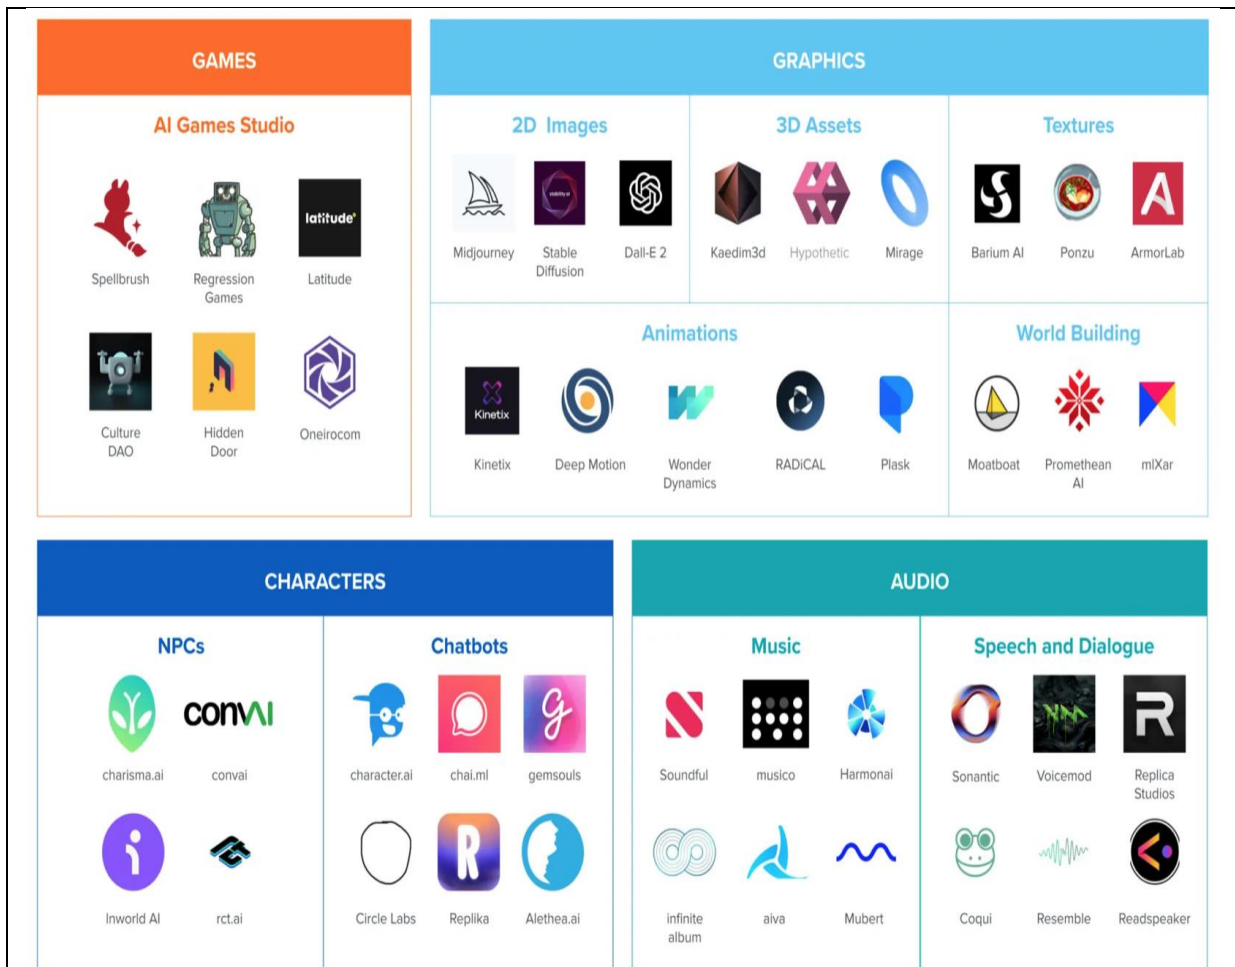 GAMES
AI Games Studio
latitude
Spellbrush
Regression
Games
Latitude
Culture
DAO
Hidden
Door
Oneirocom
GRAPHICS
2D Images
stability ai
Midjourney
Stable
Diffusion
Dall-E 2
3D Assets
Kaedim3d
Hypothetic
Mirage
Textures
Barium AI
Ponzu
ArmorLab
Animations
Kinetix
Kinetix
Deep Motion
Wonder
Dynamics
RADiCAL
Plask
World Building
Moatboat
Promethean
AI
mlXar
CHARACTERS
NPCs
convAI
charisma.ai
convai
Inworld AI
rct.ai
Chatbots
character.ai
chai.ml
gemsouls
R
Circle Labs
Replika
Alethea.ai
AUDIO
Music
Soundful
musico
Harmonai
infinite
album
aiva
Mubert
Speech and Dialogue
R
Sonantic
Voicemod
Replica
Studios
Coqui
Resemble
Readspeaker